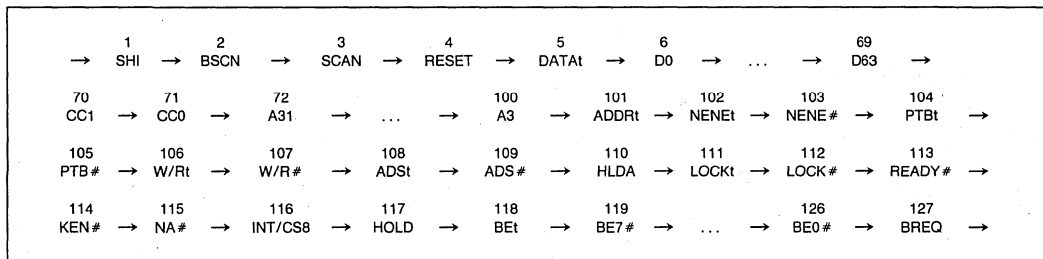 1 2 3 4 5 6 69
→ SHI → BSCN → SCAN → RESET → DATAt → D0 → ... → D63 →
70 71 72 100 101 102 103 104
CC1 → CC0 → A31 → ... → A3 → ADDRt → NENEt → NENE# → PTBt →
105 106 107 108 109 110 111 112 113
PTB# → W/Rt → W/R# → ADSt → ADS# → HLDA → LOCKt → LOCK# → READY# →
114 115 116 117 118 119 126 127
KEN# → NA# → INT/CS8 → HOLD → BEt → BE7# → ... → BE0# → BREQ →